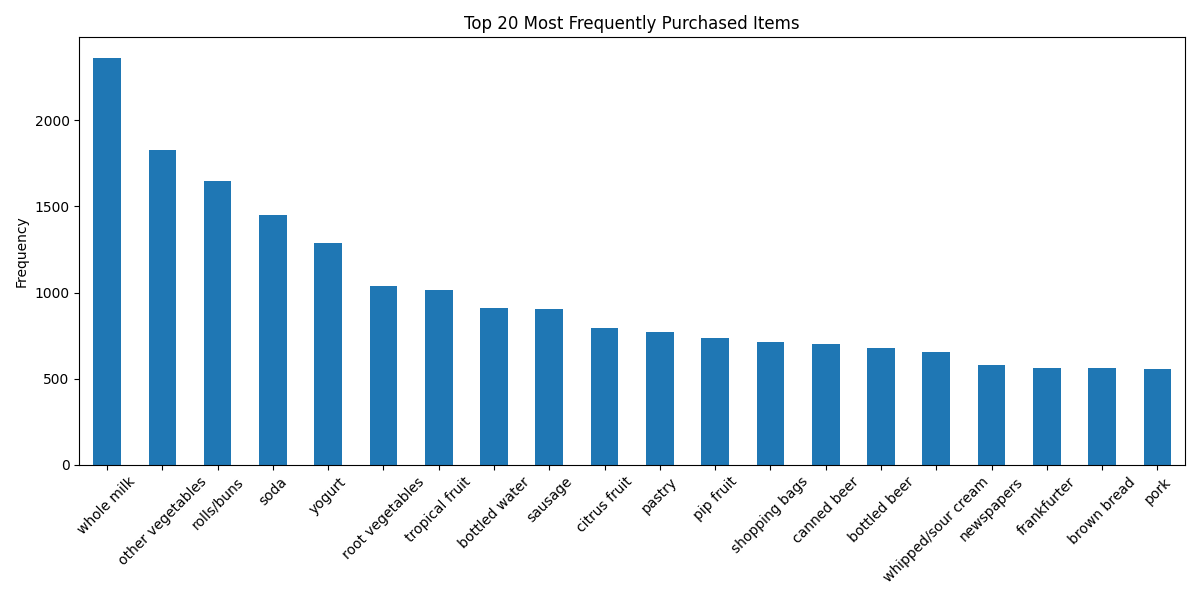 Top 20 Most Frequently Purchased Items
Frequency
2000
1500
1000
500
0
whole milk
other vegetables
rolls/buns
soda
yogurt
root vegetables
tropical fruit
bottled water
sausage
citrus fruit
pastry
pip fruit
shopping bags
canned beer
bottled beer
whipped/sour cream
newspapers
frankfurter
brown bread
pork